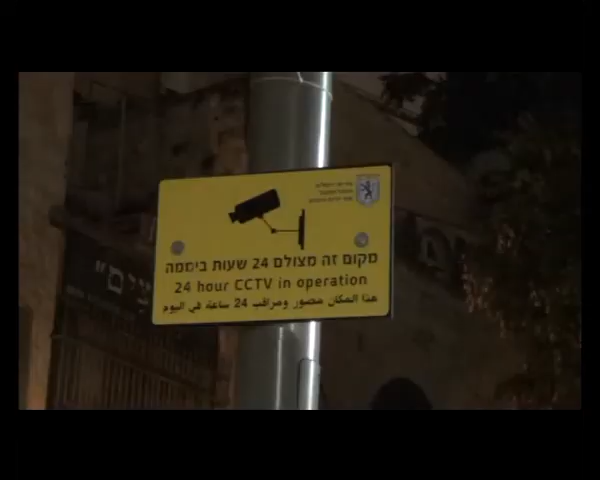 מקום זה מצולם 24 שעות ביממה
24 hour CCTV in operation
هذا المكان مصور ومراقب 24 ساعة في اليوم